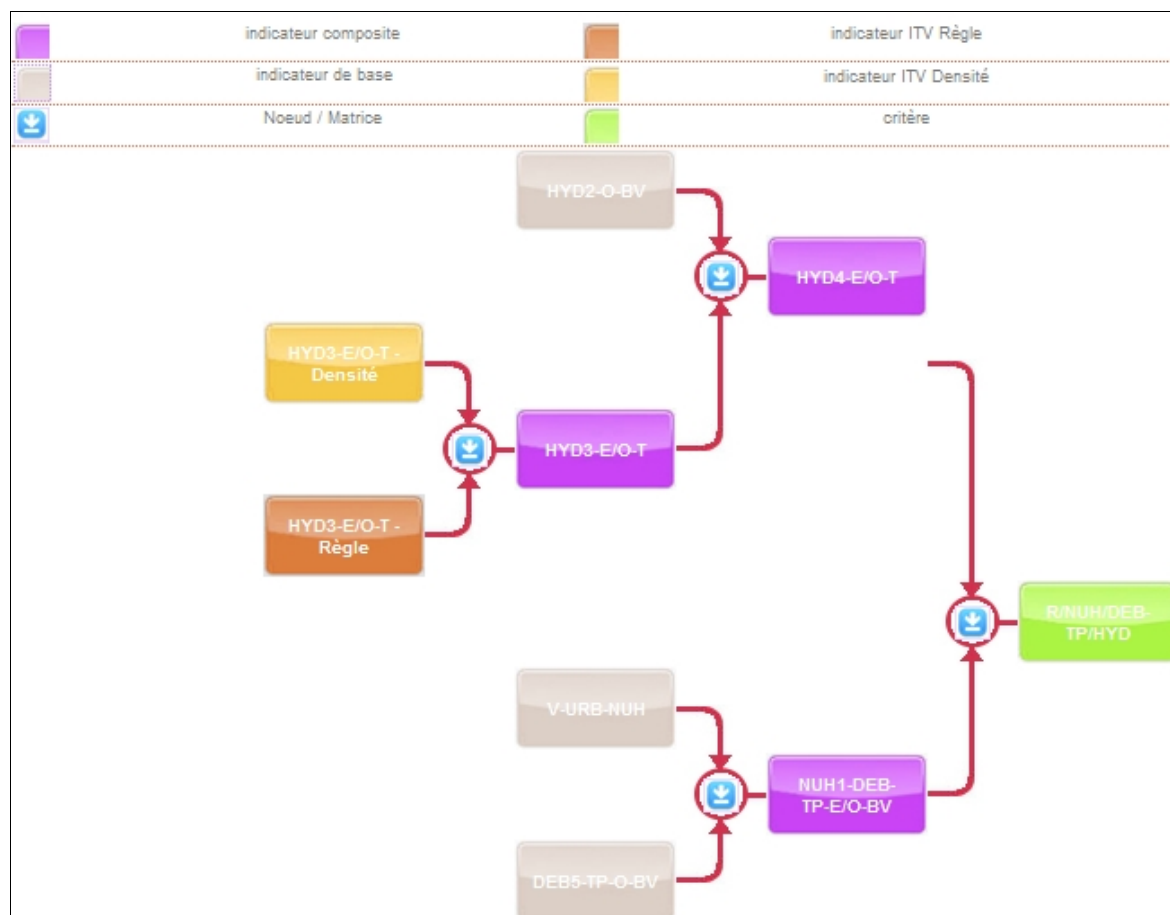 indicateur composite
indicateur ITV Règle
indicateur de base
indicateur ITV Densité
Noeud / Matrice
critère
HYD2-O-BV
HYD4-E/O-T
HYD3-E/O-T -
Densité
HYD3-E/O-T
HYD3-E/O-T -
Règle
R/NUH/DEB-
TP/HYD
V-URB-NUH
NUH1-DEB-
TP-E/O-BV
DEB5-TP-O-BV